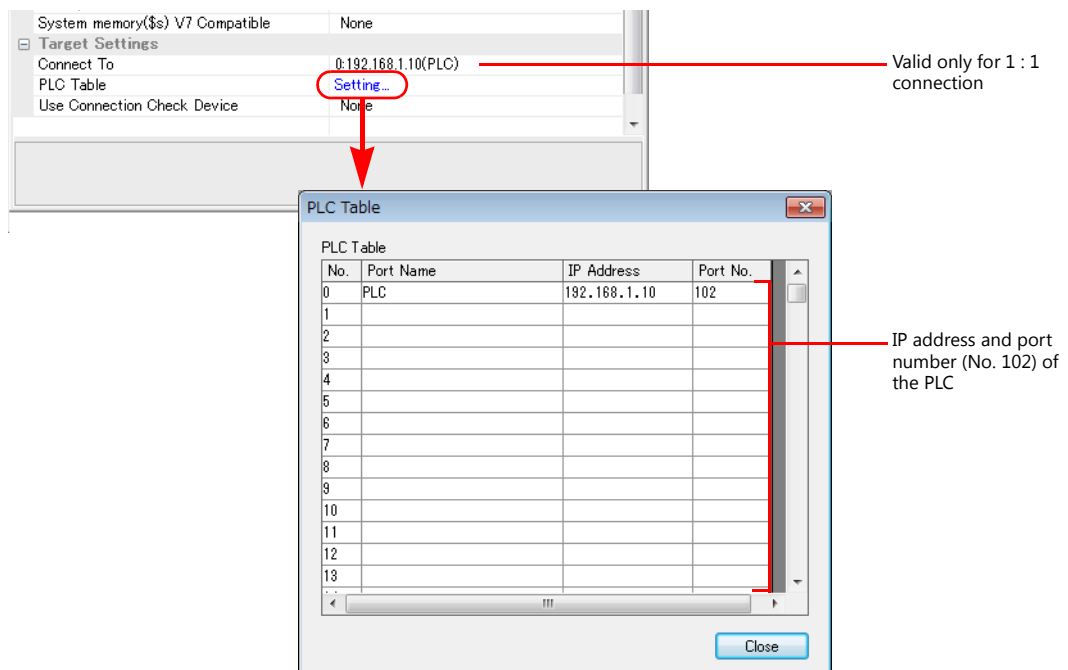 System memory($s) V7 Compatible None
Target Settings
Connect To 0:192.168.1.10(PLC)
PLC Table Setting...
Use Connection Check Device None
Valid only for 1 : 1
connection
PLC Table
PLC Table
No. Port Name IP Address Port No.
0 PLC 192.168.1.10 102
1
2
3
4
5
6
7
8
9
10
11
12
13
IP address and port
number (No. 102) of
the PLC
Close